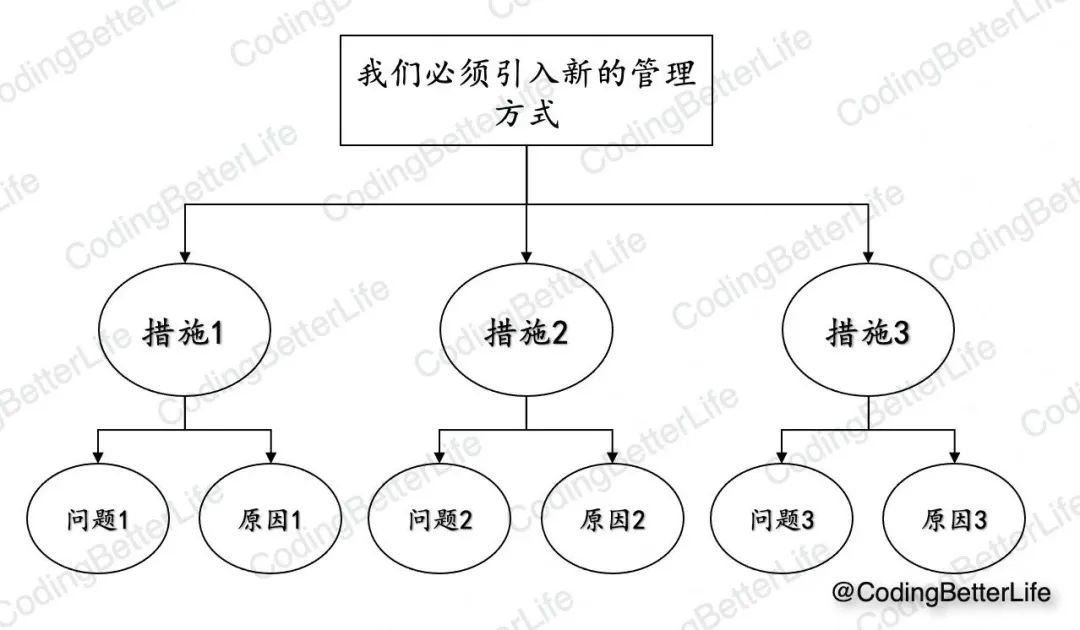 我们必须引入新的管理
方式
措施1
措施2
措施3
问题1
原因1
问题2
原因2
问题3
原因3
@CodingBetterLife
CodingBetterLife